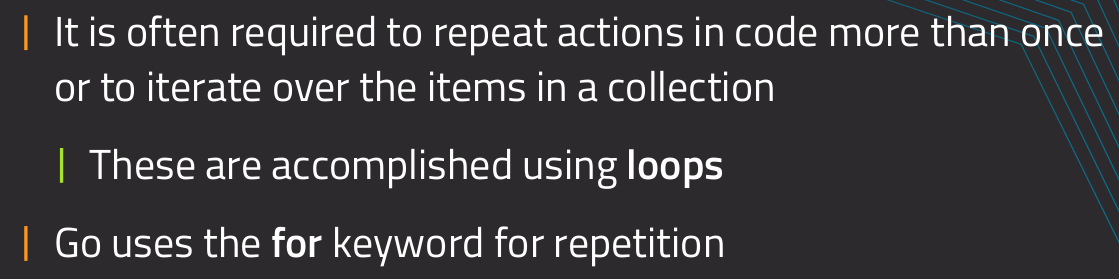 It is often required to repeat actions in code more than once
or to iterate over the items in a collection
These are accomplished using loops
Go uses the for keyword for repetition